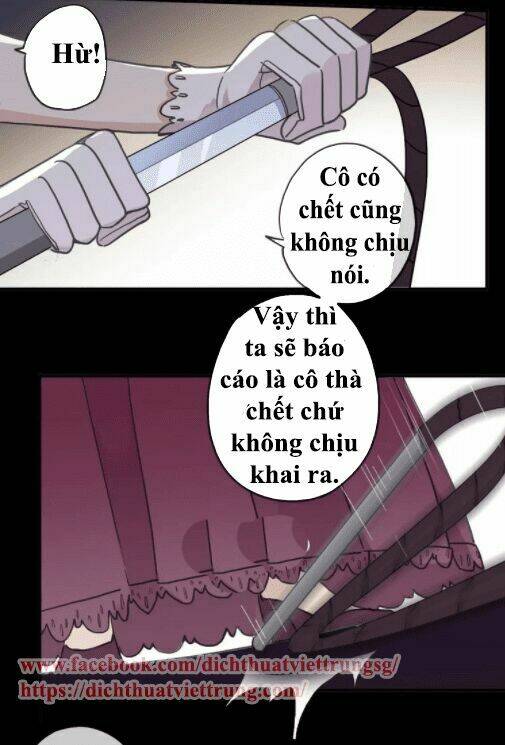 Hừ!
Cô có
chết cũng
không chịu
nói.
Vậy thì
ta sẽ báo
cáo là cô thà
chết chứ
không chịu
khai ra.
www.facebook.com/dichthuatviettrungsg/
https://dichthuatviettrung.com/